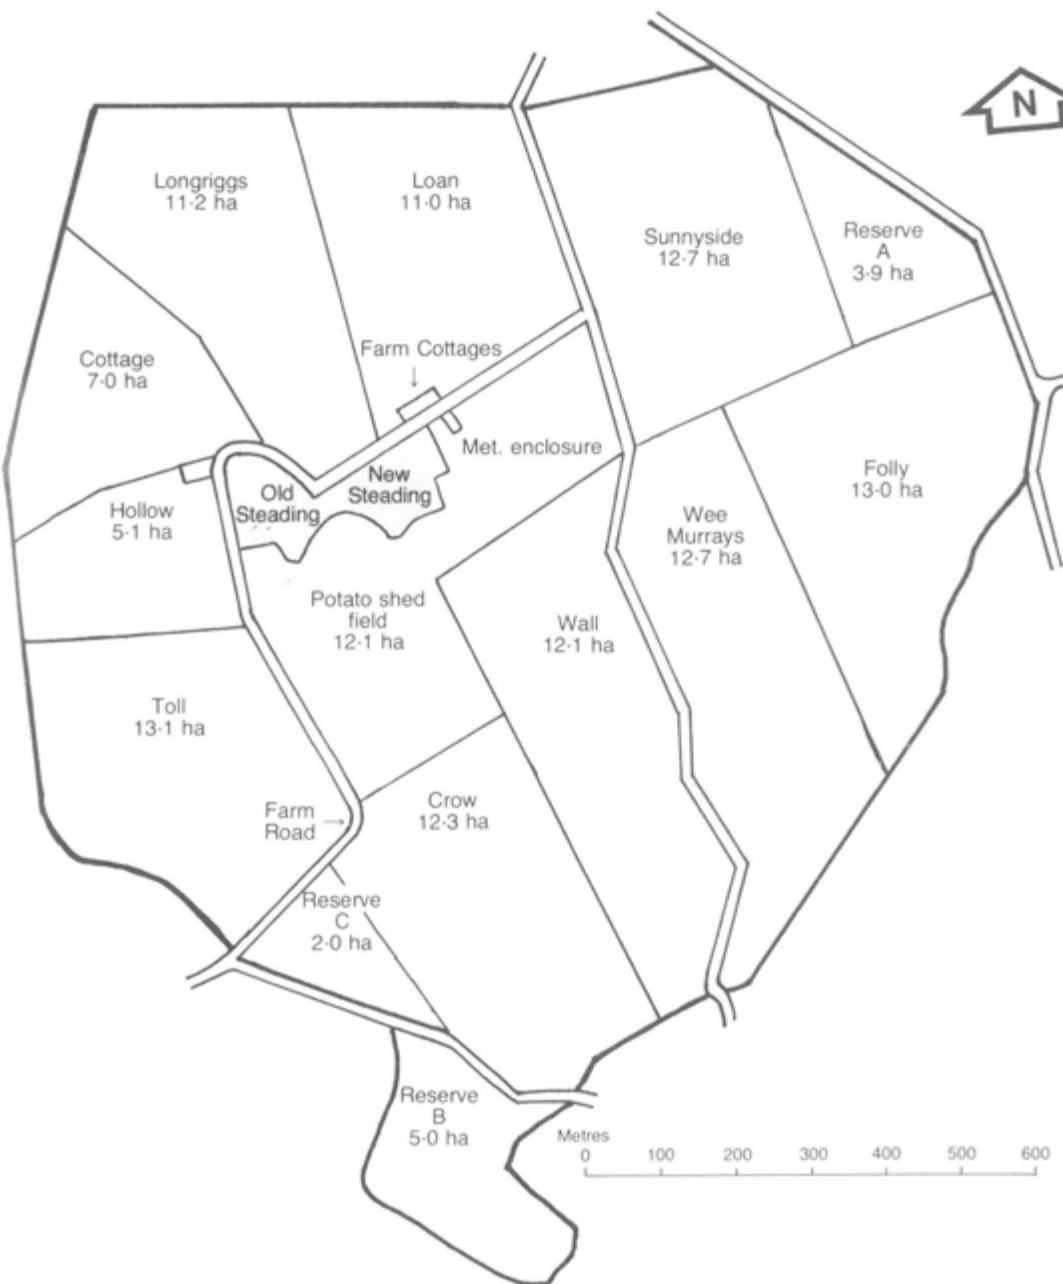 N
Longriggs
11·2 ha
Loan
11·0 ha
Sunnyside
12·7 ha
Reserve
A
3·9 ha
Cottage
7·0 ha
Farm Cottages
Met. enclosure
New
Steading
Old
Steading
Folly
13·0 ha
Hollow
5·1 ha
Wee
Murrays
12·7 ha
Potato shed
field
12·1 ha
Wall
12·1 ha
Toll
13·1 ha
Farm
Road
Crow
12·3 ha
Reserve
C
2·0 ha
Reserve
B
5·0 ha
Metres
0 100 200 300 400 500 600